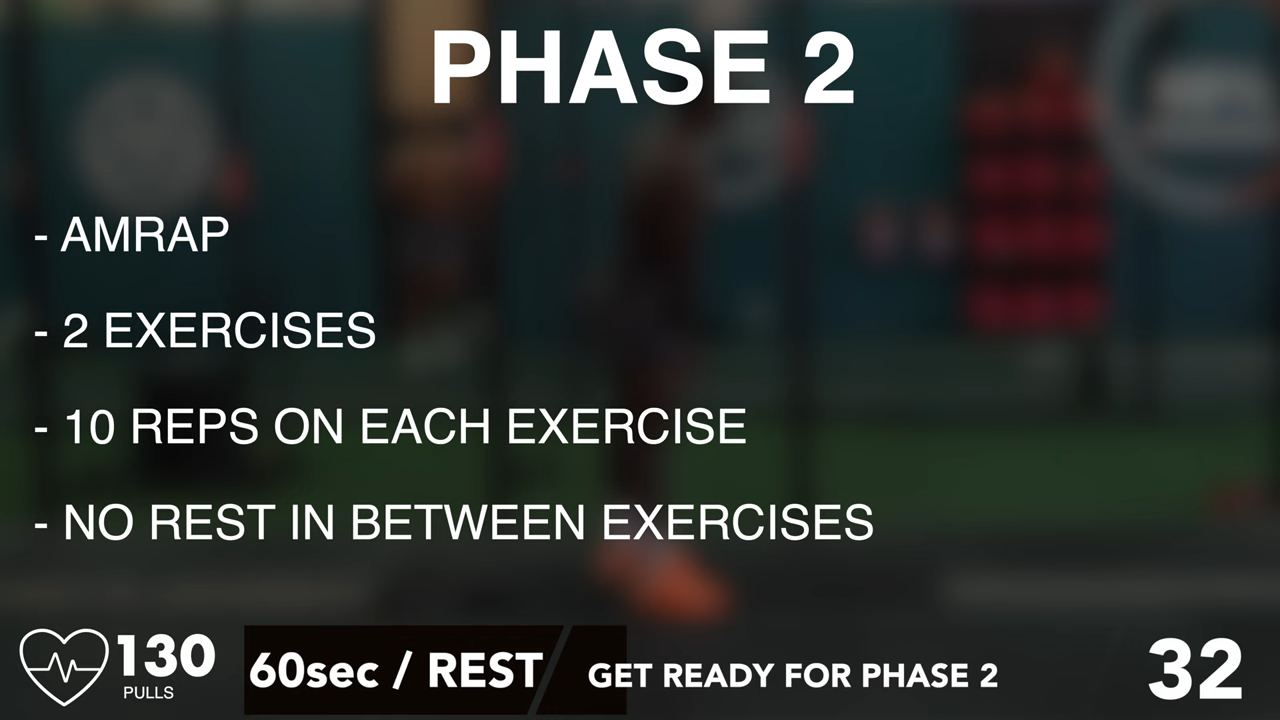 PHASE 2
- AMRAP
- 2 EXERCISES
- 10 REPS ON EACH EXERCISE
- NO REST IN BETWEEN EXERCISES
130
PULLS
60sec / REST
GET READY FOR PHASE 2
32